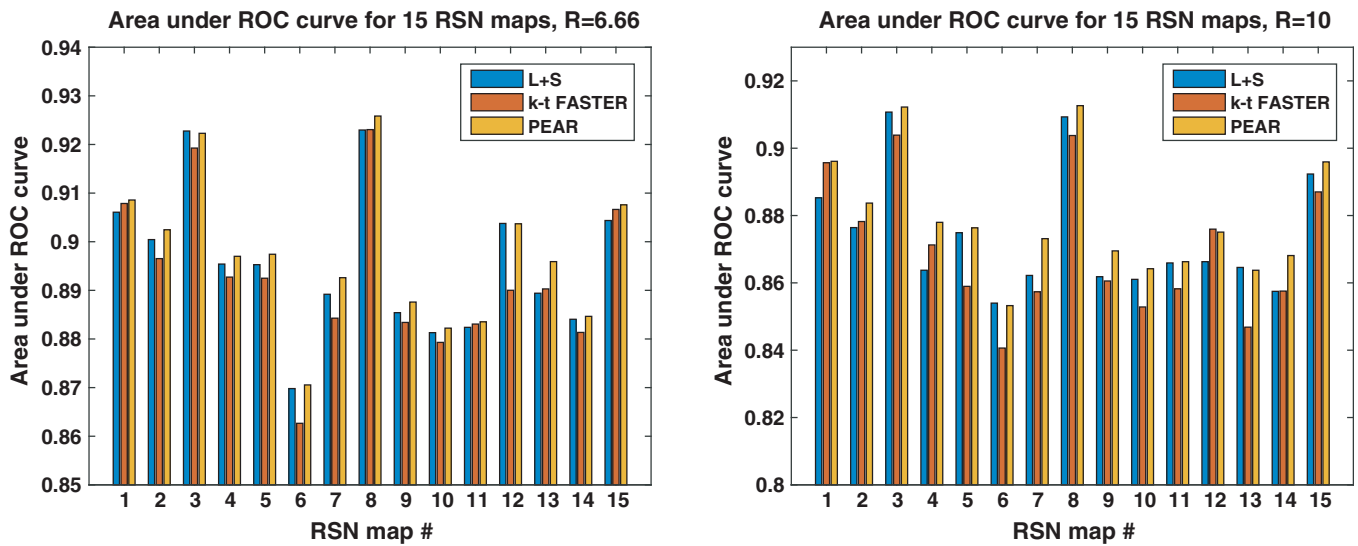 Area under ROC curve for 15 RSN maps, R=6.66
0.94
0.93
0.92
0.91
0.9
0.89
0.88
0.87
0.86
0.85
Area under ROC curve
L+S
k-t FASTER
PEAR
1 2 3 4 5 6 7 8 9 10 11 12 13 14 15
RSN map #
Area under ROC curve for 15 RSN maps, R=10
0.92
0.9
0.88
0.86
0.84
0.82
0.8
Area under ROC curve
L+S
k-t FASTER
PEAR
1 2 3 4 5 6 7 8 9 10 11 12 13 14 15
RSN map #